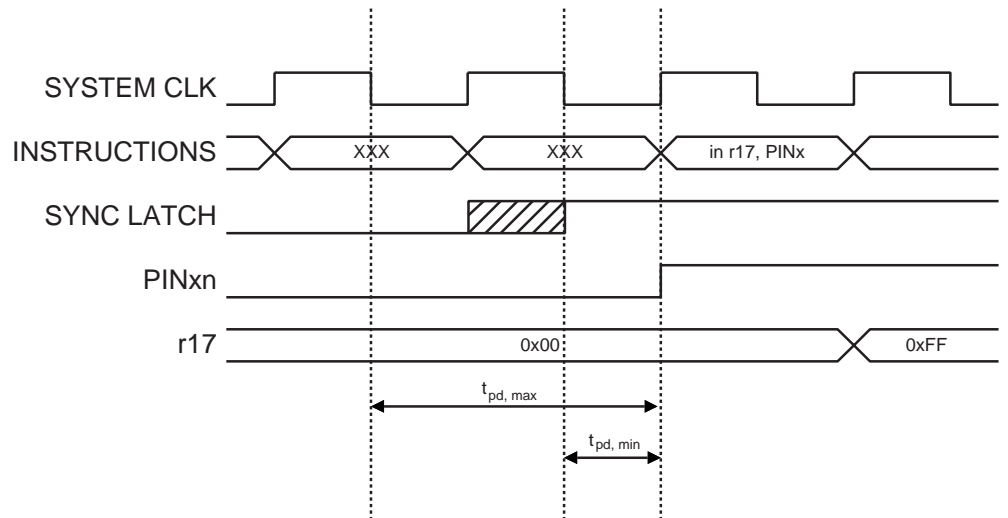 SYSTEM CLK
INSTRUCTIONS XXX XXX in r17, PINx
SYNC LATCH
PINxn
r17 0x00 0xFF
tpd, max
tpd, min